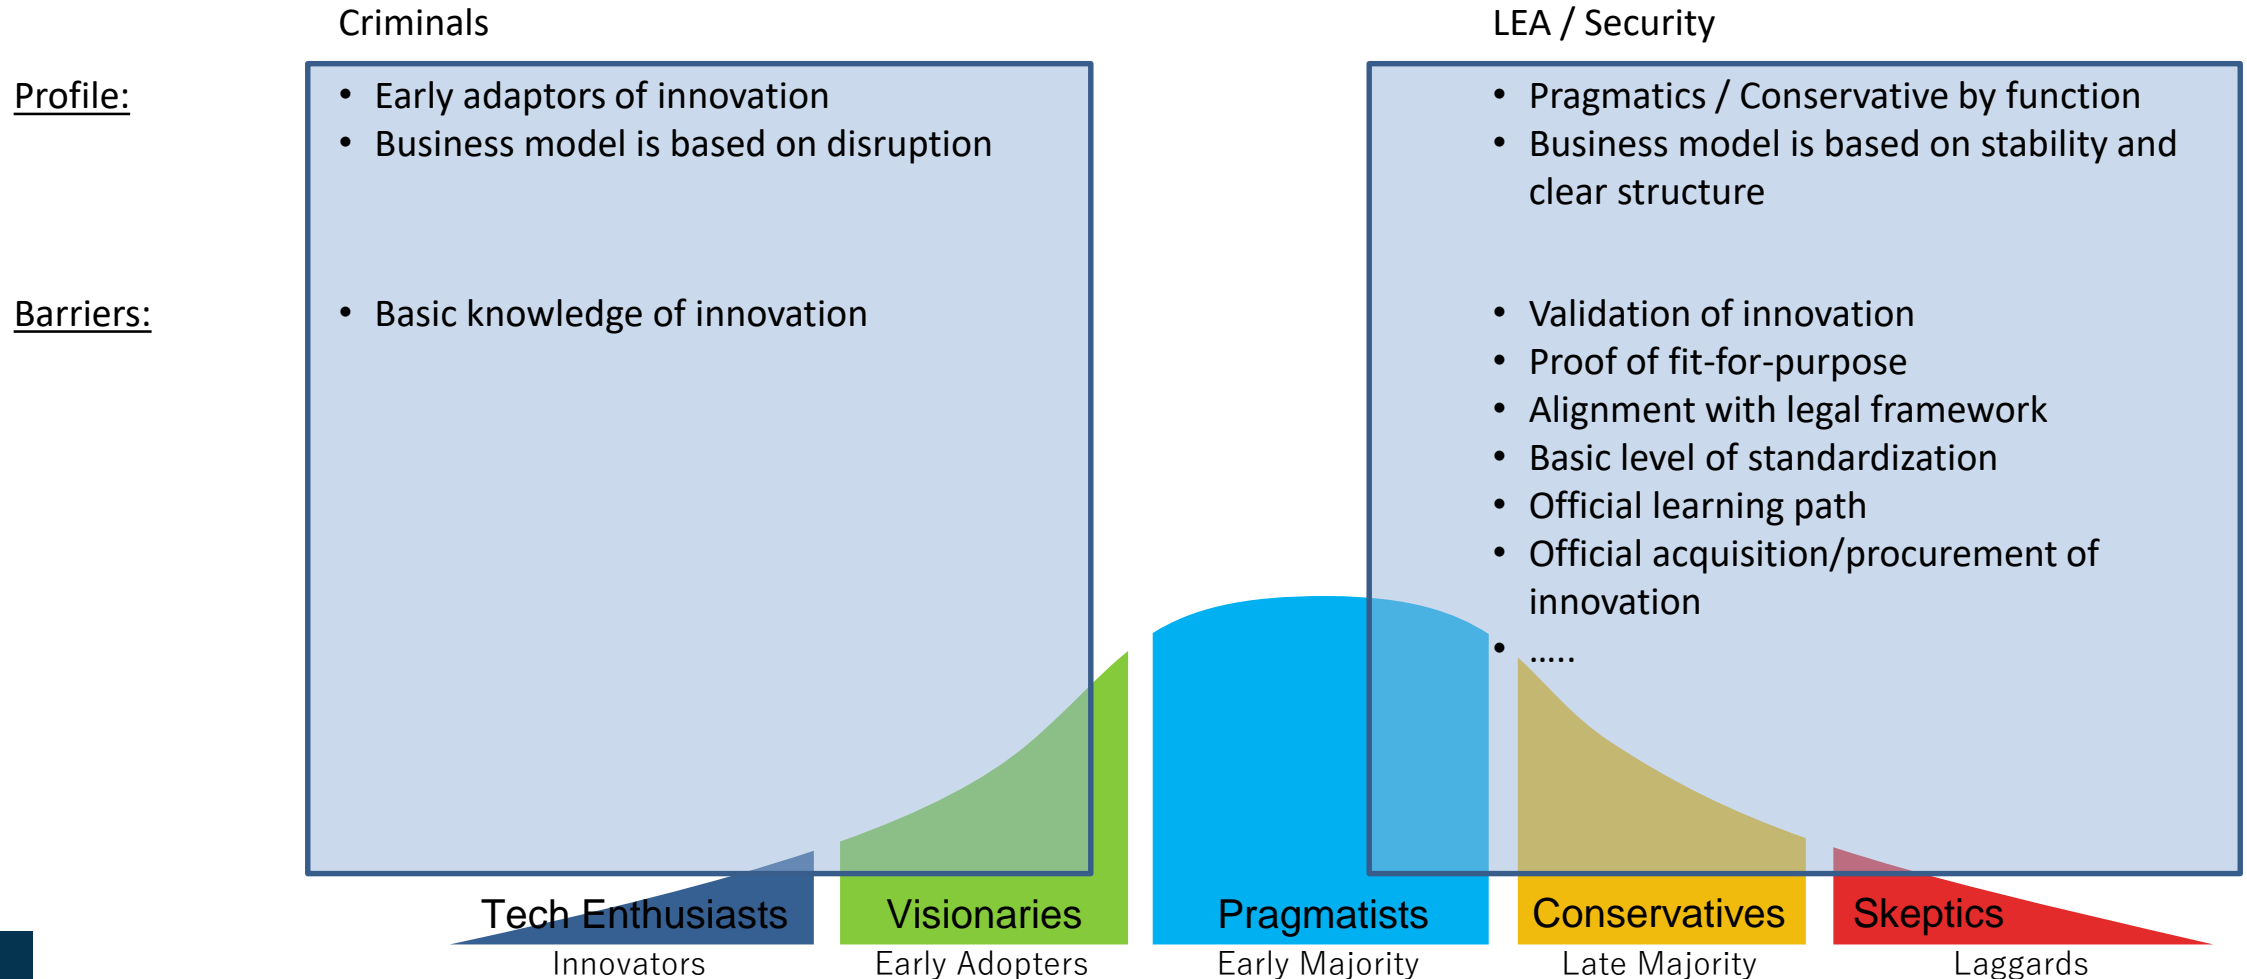 Criminals
LEA / Security
Profile:
• Early adaptors of innovation
• Business model is based on disruption
• Pragmatics / Conservative by function
• Business model is based on stability and
clear structure
Barriers:
• Basic knowledge of innovation
• Validation of innovation
• Proof of fit-for-purpose
• Alignment with legal framework
• Basic level of standardization
• Official learning path
• Official acquisition/procurement of
innovation
• .....
Tech Enthusiasts
Visionaries
Pragmatists
Conservatives
Skeptics
Innovators
Early Adopters
Early Majority
Late Majority
Laggards